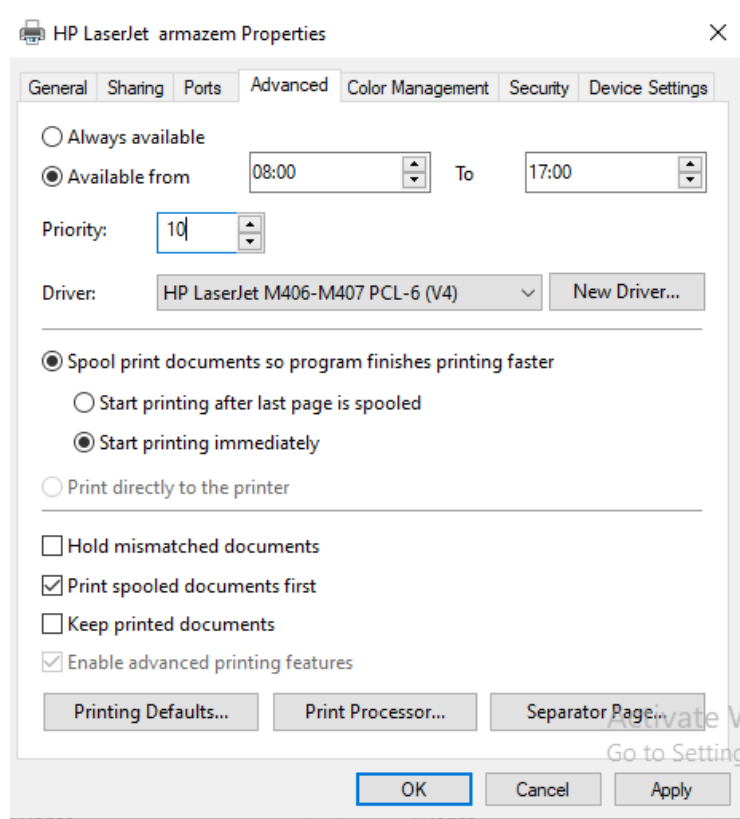 HP LaserJet  armazem Properties
General Sharing Ports Advanced Color Management Security Device Settings
Always available
Available from 08:00 To 17:00
Priority: 10
Driver: HP LaserJet M406-M407 PCL-6 (V4) New Driver...
Spool print documents so program finishes printing faster
Start printing after last page is spooled
Start printing immediately
Print directly to the printer
Hold mismatched documents
Print spooled documents first
Keep printed documents
Enable advanced printing features
Printing Defaults... Print Processor... Separator Page...
Activate
Go to
OK Cancel Apply